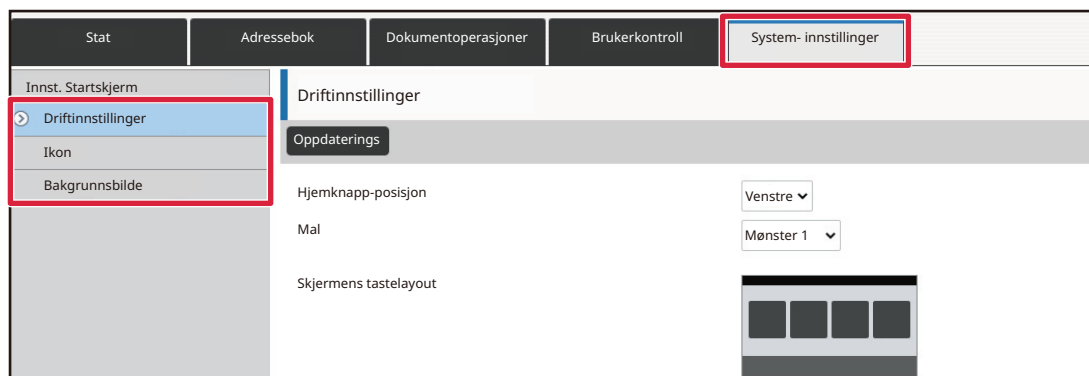 Stat
Adressebok
Dokumentoperasjoner
Brukerkontroll
System- innstillinger
Innst. Startskjerm
Driftinnstillinger
Ikon
Bakgrunnsbilde
Driftinnstillinger
Oppdaterings
Hjemknapp-posisjon
Venstre
Mal
Mønster 1
Skjermens tastelayout